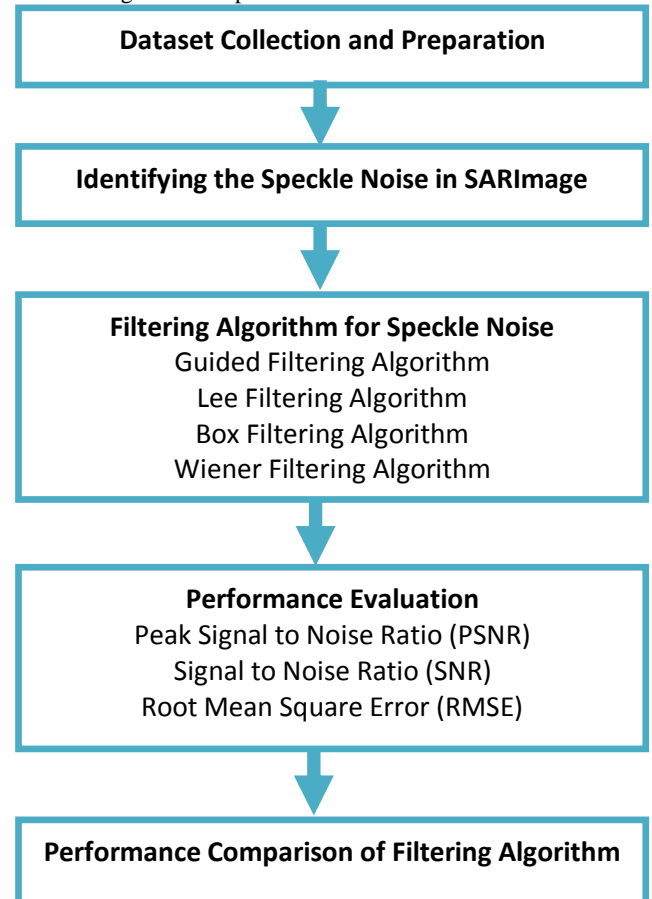 Dataset Collection and Preparation
Identifying the Speckle Noise in SARImage
Filtering Algorithm for Speckle Noise
Guided Filtering Algorithm
Lee Filtering Algorithm
Box Filtering Algorithm
Wiener Filtering Algorithm
Performance Evaluation
Peak Signal to Noise Ratio (PSNR)
Signal to Noise Ratio (SNR)
Root Mean Square Error (RMSE)
Performance Comparison of Filtering Algorithm